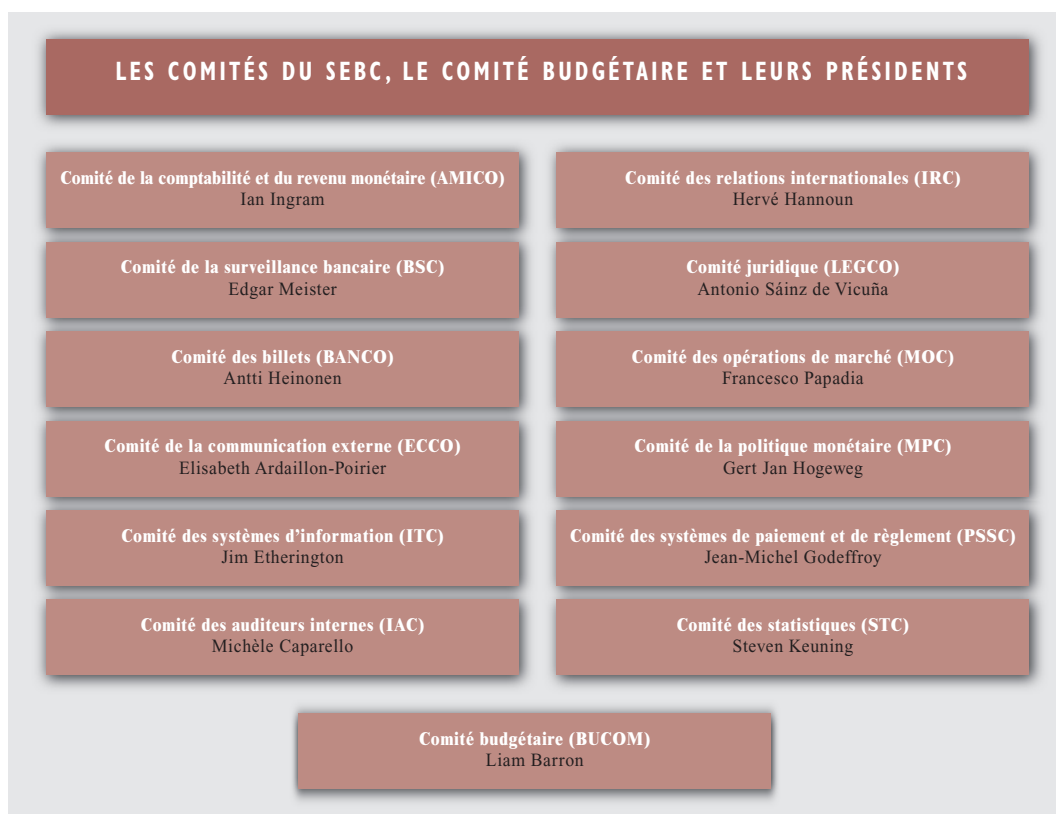 LES COMITÉS DU SEBC, LE COMITÉ BUDGÉTAIRE ET LEURS PRÉSIDENTS
Comité de la comptabilité et du revenu monétaire (AMICO)
Ian Ingram
Comité des relations internationales (IRC)
Hervé Hannoun
Comité de la surveillance bancaire (BSC)
Edgar Meister
Comité juridique (LEGCO)
Antonio Sáinz de Vicuña
Comité des billets (BANCO)
Antti Heinonen
Comité des opérations de marché (MOC)
Francesco Papadia
Comité de la communication externe (ECCO)
Elisabeth Ardaillon-Poirier
Comité de la politique monétaire (MPC)
Gert Jan Hogeweg
Comité des systèmes d'information (ITC)
Jim Etherington
Comité des systèmes de paiement et de règlement (PSSC)
Jean-Michel Godeffroy
Comité des auditeurs internes (IAC)
Michèle Caparello
Comité des statistiques (STC)
Steven Keuning
Comité budgétaire (BUCOM)
Liam Barron